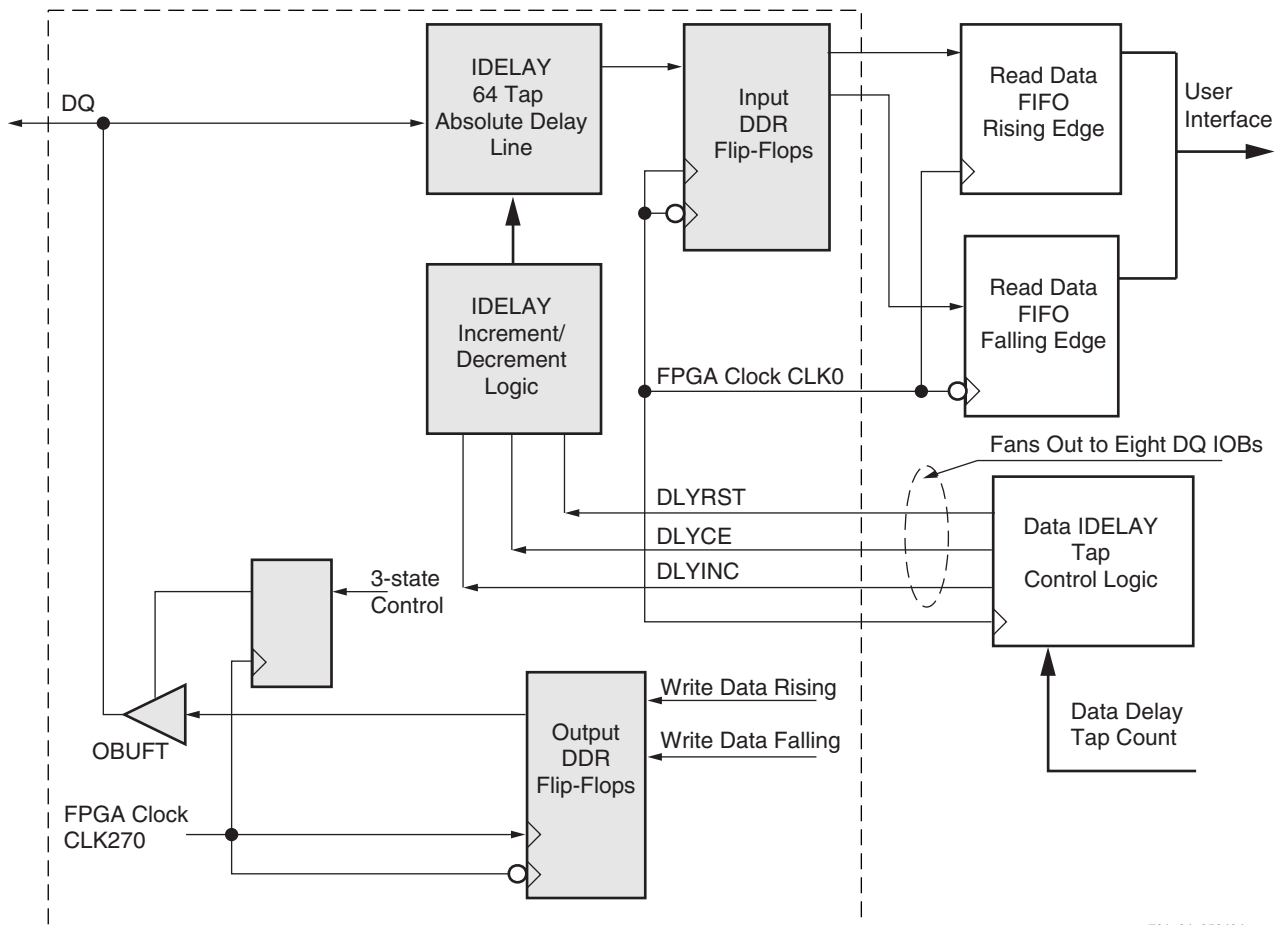 DQ
IDELAY
64 Tap
Absolute Delay
Line
Input
DDR
Flip-Flops
Read Data
FIFO
Rising Edge
User
Interface
IDELAY
Increment/
Decrement
Logic
Read Data
FIFO
Falling Edge
FPGA Clock CLK0
Fans Out to Eight DQ IOBs
DLYRST
DLYCE
DLYINC
Data IDELAY
Tap
Control Logic
3-state
Control
Write Data Rising
Write Data Falling
Output
DDR
Flip-Flops
OBUFT
Data Delay
Tap Count
FPGA Clock
CLK270